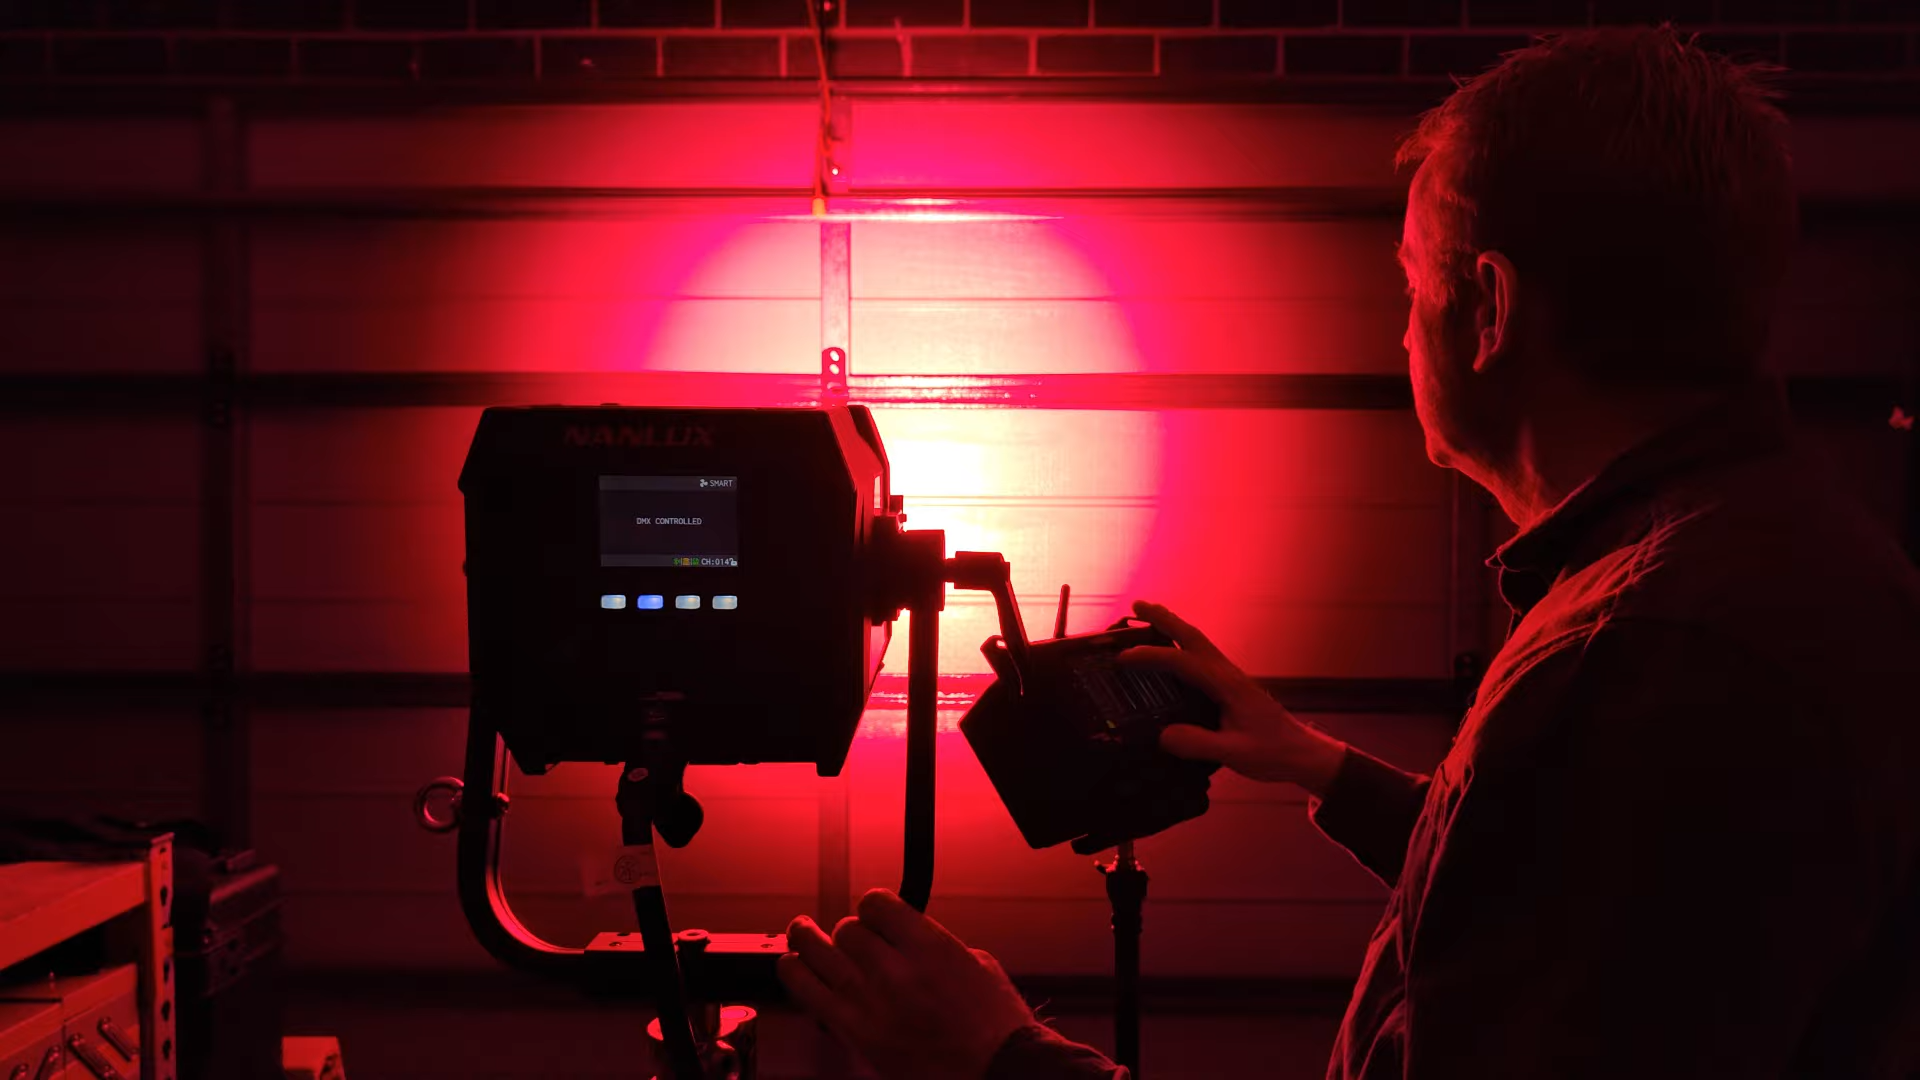 NANLUX
SMART
DMX CONTROLLED
CH:014